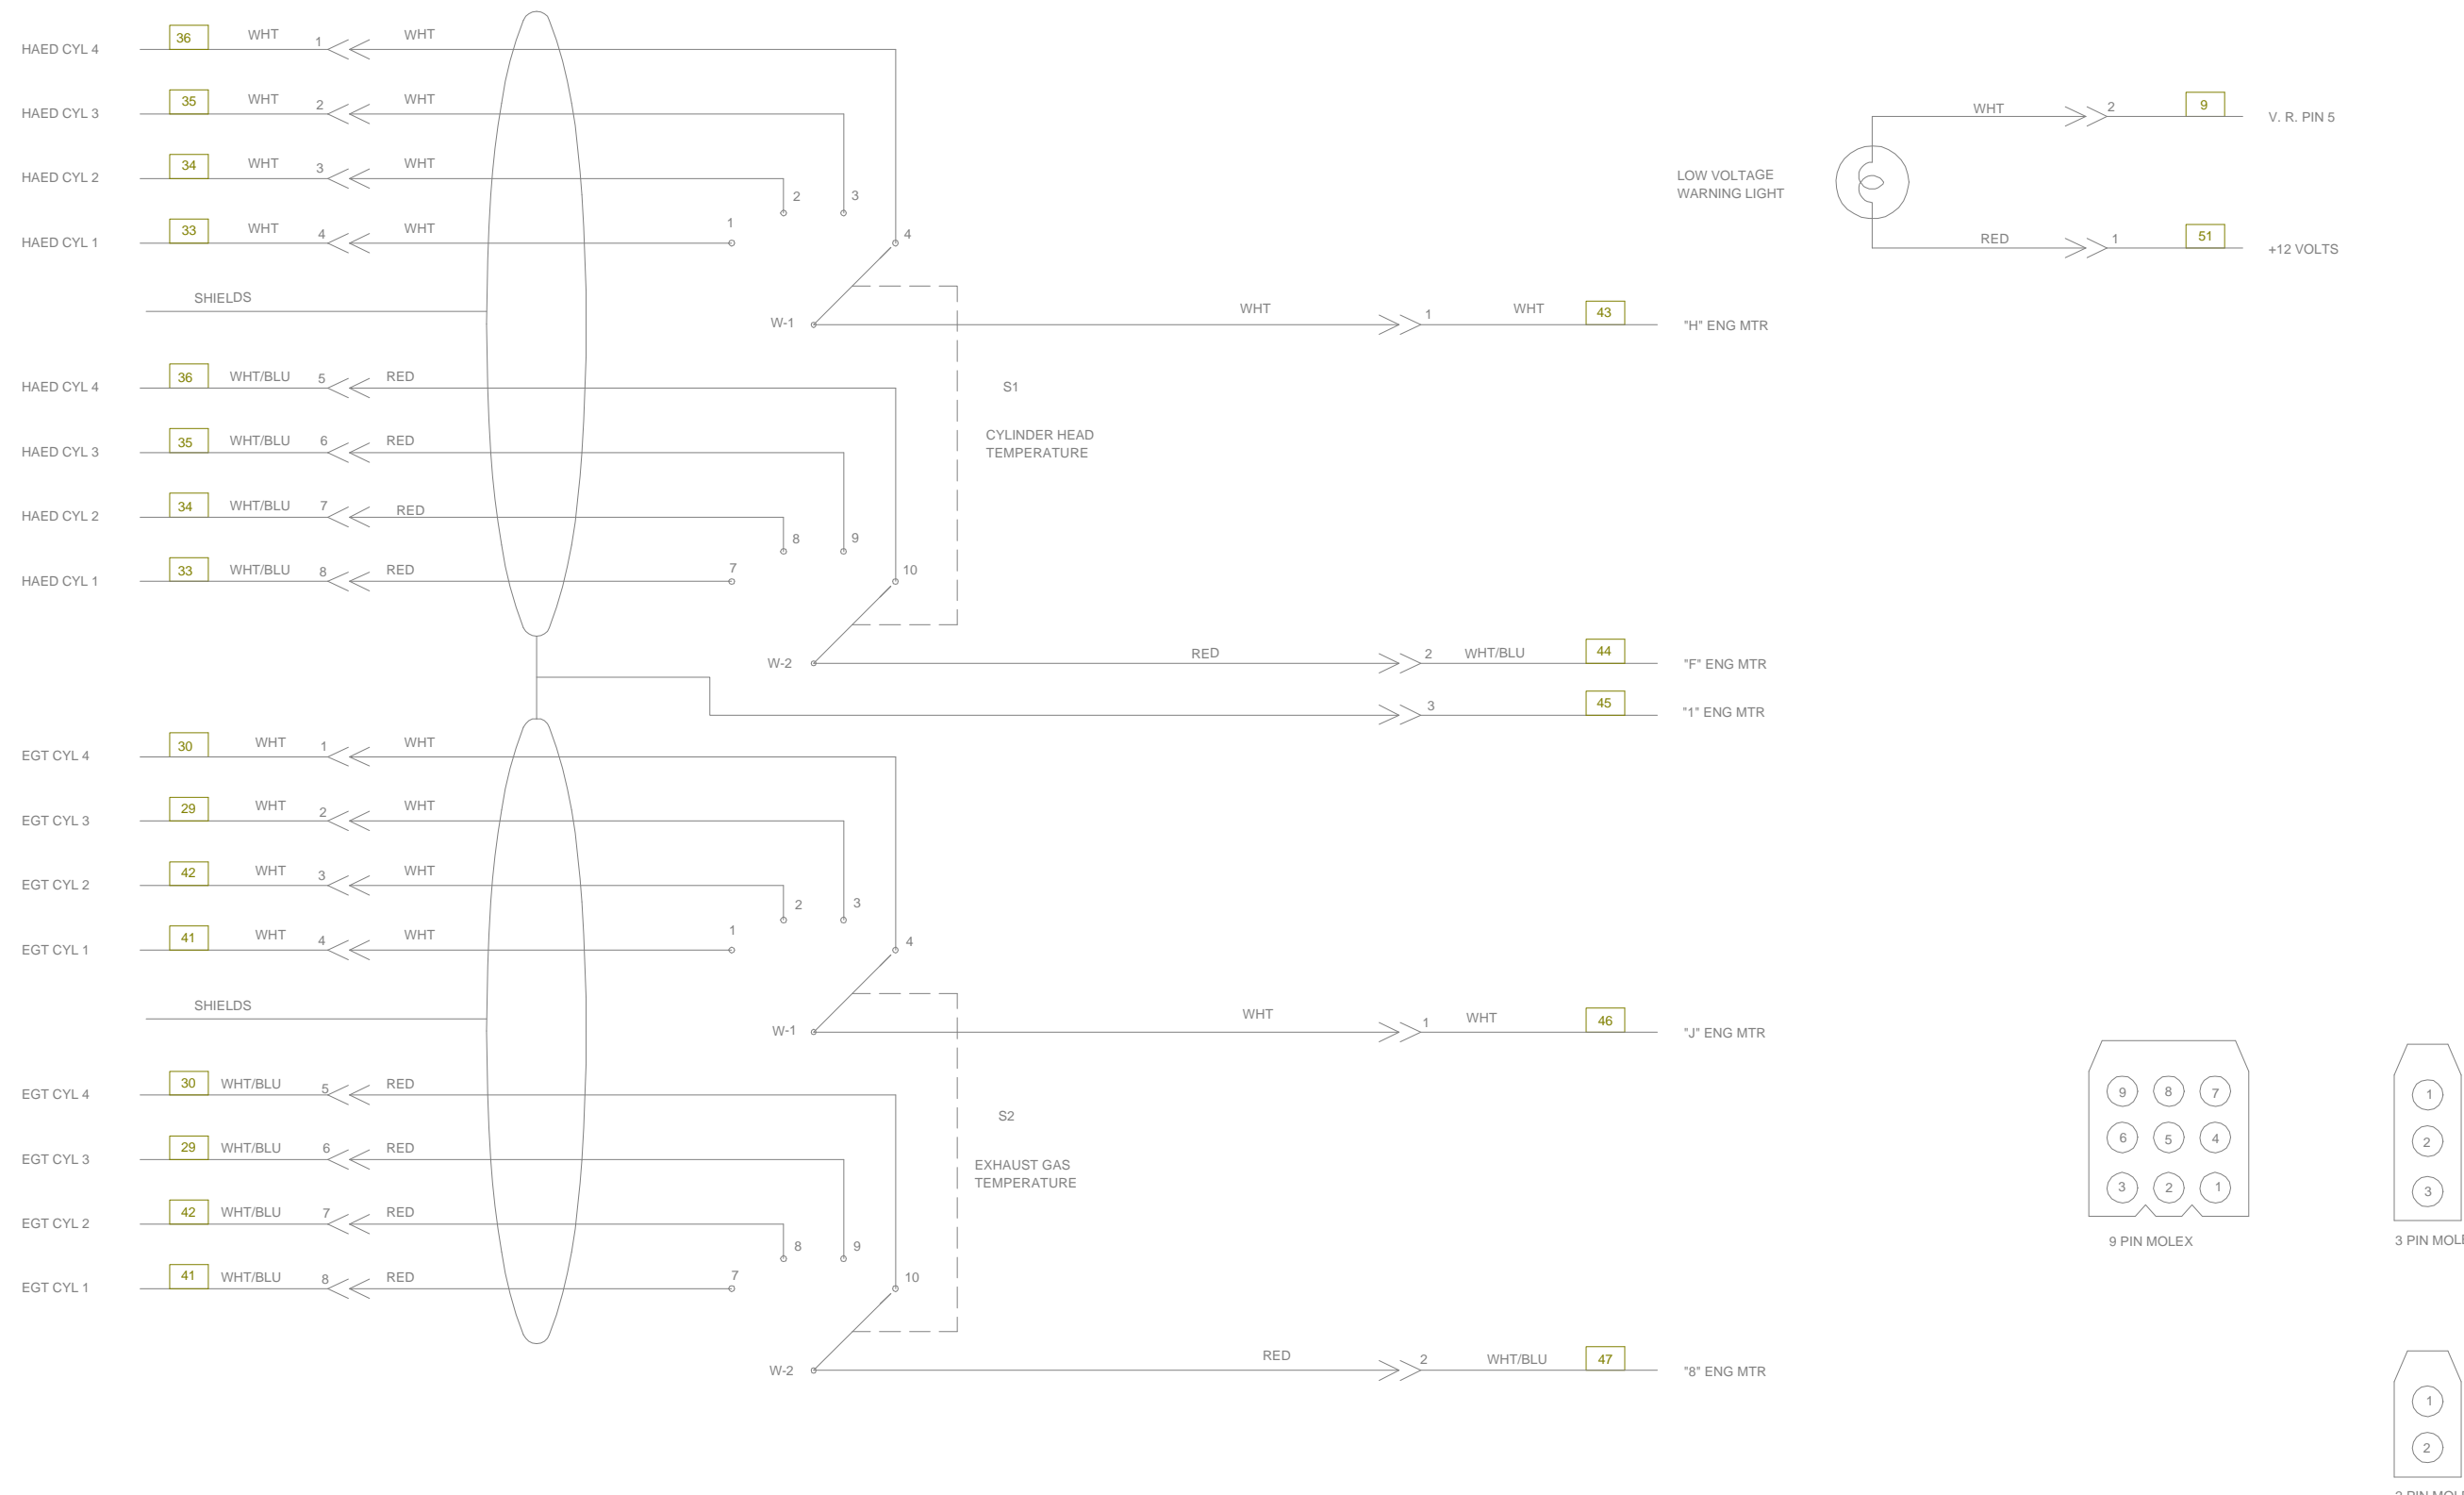 HAED CYL 4 36 WHT 1 WHT
HAED CYL 3 35 WHT 2 WHT
HAED CYL 2 34 WHT 3 WHT
HAED CYL 1 33 WHT 4 WHT
1 2 3 4
SHIELDS
W-1 WHT 1 WHT 43 "H" ENG MTR
HAED CYL 4 36 WHT/BLU 5 RED
HAED CYL 3 35 WHT/BLU 6 RED
HAED CYL 2 34 WHT/BLU 7 RED
HAED CYL 1 33 WHT/BLU 8 RED
7 8 9 10
S1
CYLINDER HEAD
TEMPERATURE
W-2 RED 2 WHT/BLU 44 "F" ENG MTR
3 45 "1" ENG MTR
EGT CYL 4 30 WHT 1 WHT
EGT CYL 3 29 WHT 2 WHT
EGT CYL 2 42 WHT 3 WHT
EGT CYL 1 41 WHT 4 WHT
1 2 3 4
SHIELDS
W-1 WHT 1 WHT 46 "J" ENG MTR
EGT CYL 4 30 WHT/BLU 5 RED
EGT CYL 3 29 WHT/BLU 6 RED
EGT CYL 2 42 WHT/BLU 7 RED
EGT CYL 1 41 WHT/BLU 8 RED
7 8 9 10
S2
EXHAUST GAS
TEMPERATURE
W-2 RED 2 WHT/BLU 47 "8" ENG MTR
WHT 2 9 V. R. PIN 5
LOW VOLTAGE
WARNING LIGHT
RED 1 51 +12 VOLTS
9 8 7
6 5 4
3 2 1
9 PIN MOLEX
1
2
3
3 PIN MOL
1
2